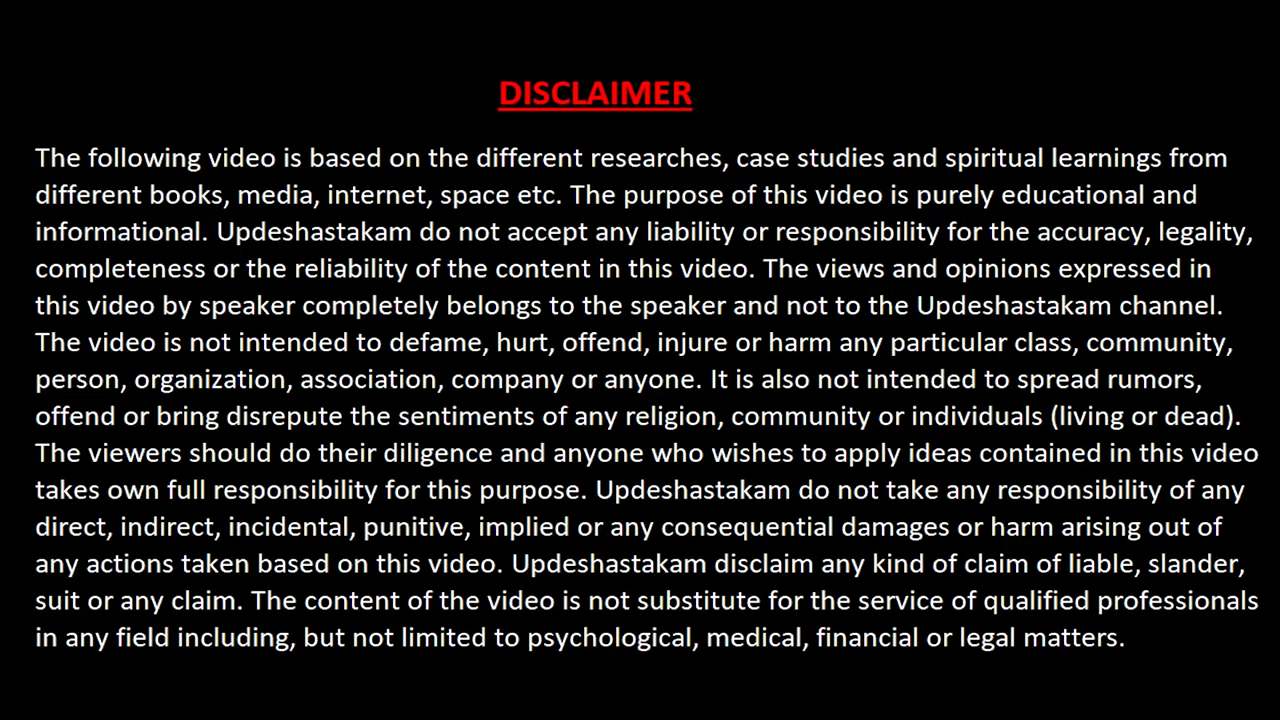 DISCLAIMER
The following video is based on the different researches, case studies and spiritual learnings from
different books, media, internet, space etc. The purpose of this video is purely educational and
informational. Updeshastakam do not accept any liability or responsibility for the accuracy, legality,
completeness or the reliability of the content in this video. The views and opinions expressed in
this video by speaker completely belongs to the speaker and not to the Updeshastakam channel.
The video is not intended to defame, hurt, offend, injure or harm any particular class, community,
person, organization, association, company or anyone. It is also not intended to spread rumors,
offend or bring disrepute the sentiments of any religion, community or individuals (living or dead).
The viewers should do their diligence and anyone who wishes to apply ideas contained in this video
takes own full responsibility for this purpose. Updeshastakam do not take any responsibility of any
direct, indirect, incidental, punitive, implied or any consequential damages or harm arising out of
any actions taken based on this video. Updeshastakam disclaim any kind of claim of liable, slander,
suit or any claim. The content of the video is not substitute for the service of qualified professionals
in any field including, but not limited to psychological, medical, financial or legal matters.